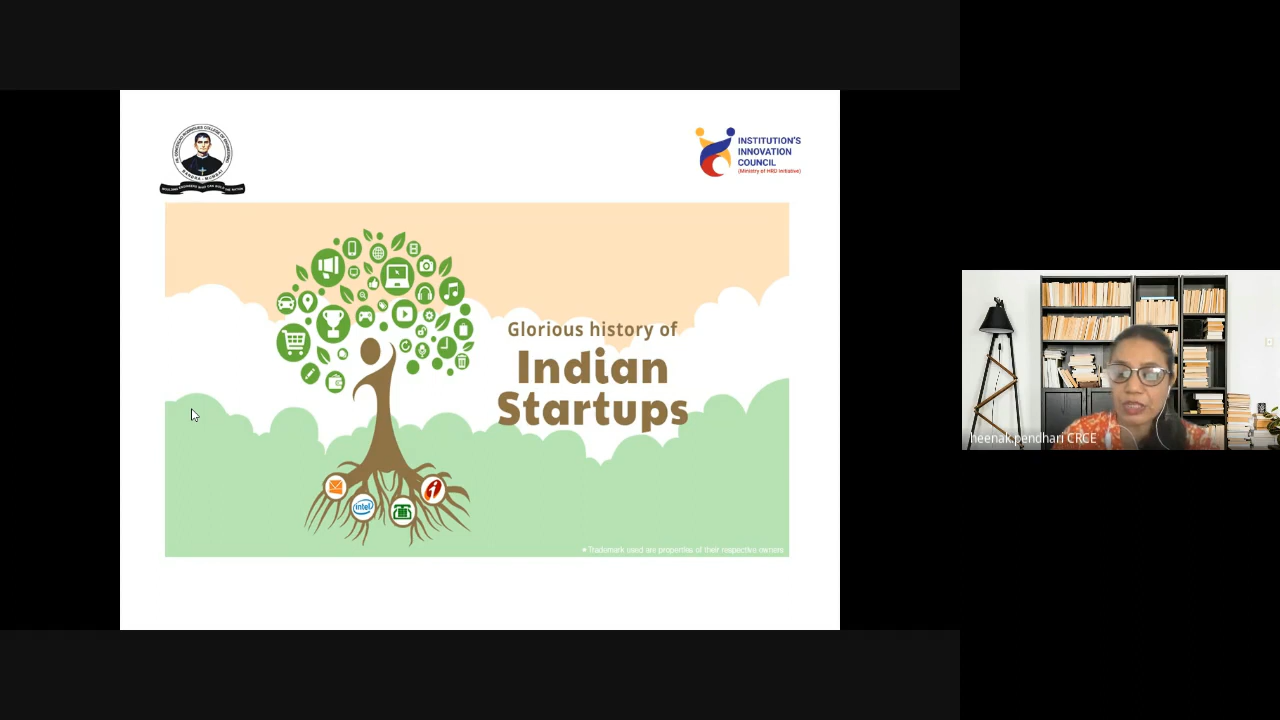 INSTITUTION'S
INNOVATION
COUNCIL
(Ministry of HRD Initiative)
Glorious history of
Indian
Startups
intel
i
* Trademark used are properties of their respective owners
heenak.pendhari CRCE